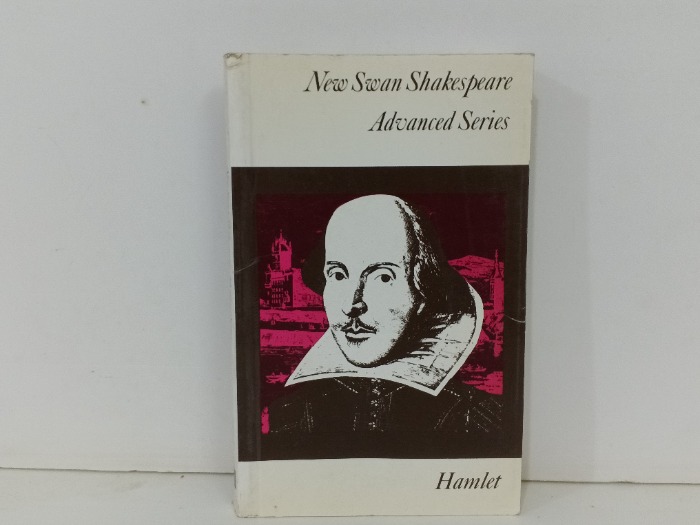 New Swan Shakespeare
Advanced Series
Hamlet